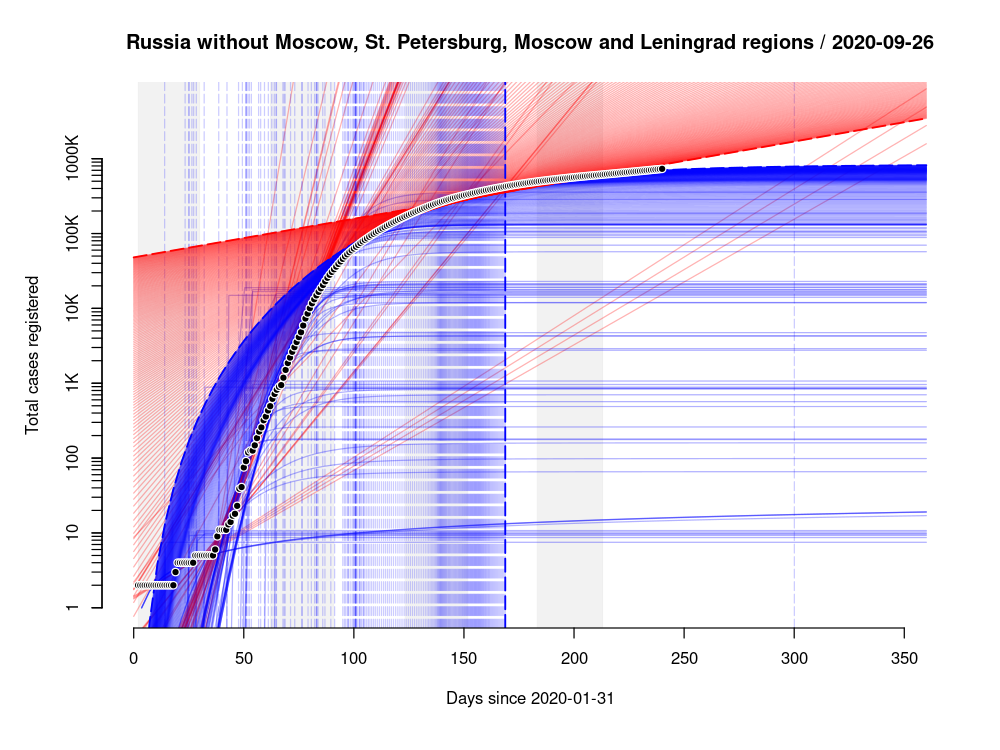 Russia without Moscow, St. Petersburg, Moscow and Leningrad regions / 2020-09-26
Total cases registered
1000K
100K
10K
1K
100
10
1
0 50 100 150 200 250 300 350
Days since 2020-01-31